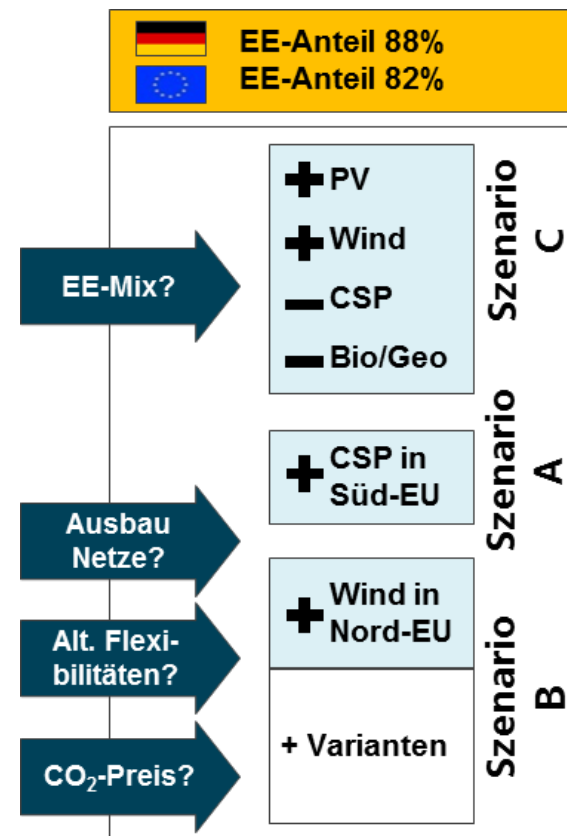 EE-Anteil 88%
EE-Anteil 82%
EE-Mix?
PV
Wind
CSP
Bio/Geo
Szenario
C
CSP in
Süd-EU
Szenario
A
Ausbau
Netze?
Wind in
Nord-EU
Alt. Flexi-
bilitäten?
+ Varianten
Szenario
B
CO₂-Preis?